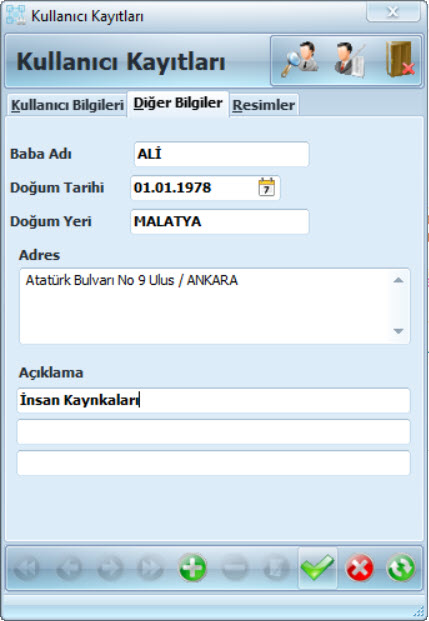 Kullanıcı Kayıtları
Kullanıcı Kayıtları
Kullanıcı Bilgileri Diğer Bilgiler Resimler
Baba Adı ALİ
Doğum Tarihi 01.01.1978 7
Doğum Yeri MALATYA
Adres
Atatürk Bulvarı No 9 Ulus / ANKARA
Açıklama
İnsan Kaynkaları